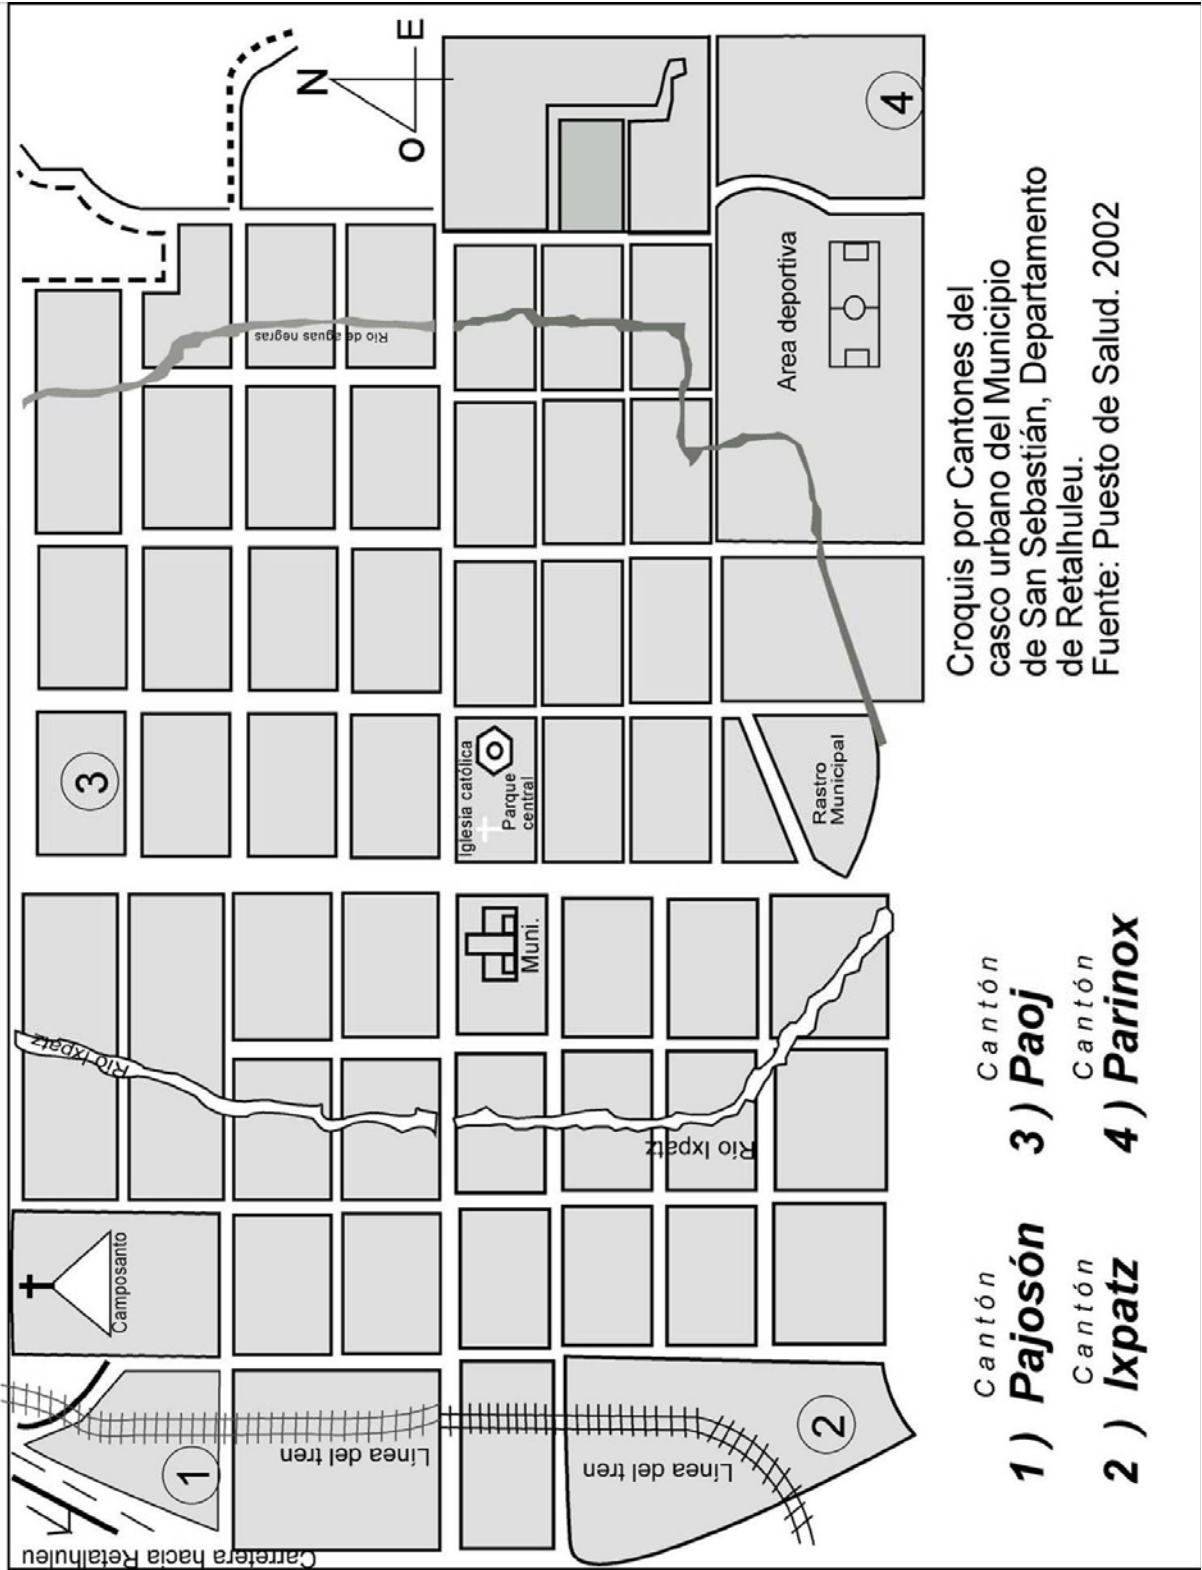 N
O E
3
4
1
2
Carretera hacia Retalhuleu
Camposanto
Río Ixpatz
Río de aguas negras
Línea del tren
Iglesia católica
Parque
central
Muni.
Area deportiva
Río Ixpatz
Línea del tren
Rastro
Municipal
Croquis por Cantones del
casco urbano del Municipio
de San Sebastián, Departamento
de Retalhuleu.
Fuente: Puesto de Salud. 2002
Cantón
1 ) Pajosón
Cantón
2 ) Ixpatz
Cantón
3 ) Paoj
Cantón
4 ) Parinox